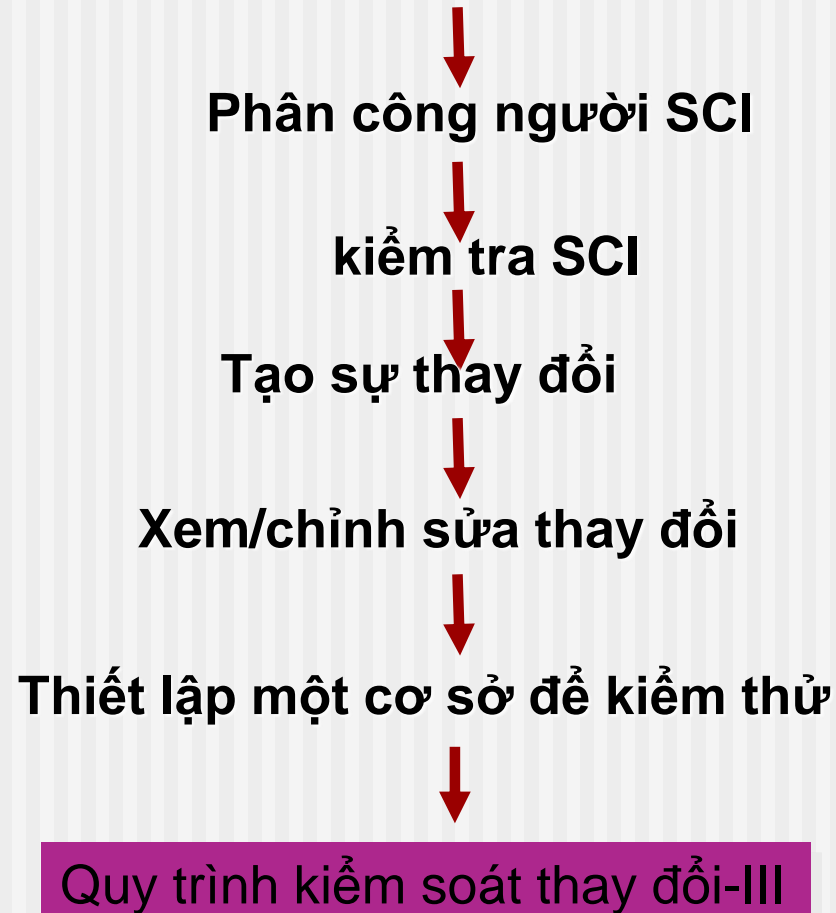 Phân công người SCI
kiểm tra SCI
Tạo sự thay đổi
Xem/chỉnh sửa thay đổi
Thiết lập một cơ sở để kiểm thử
Quy trình kiểm soát thay đổi-III